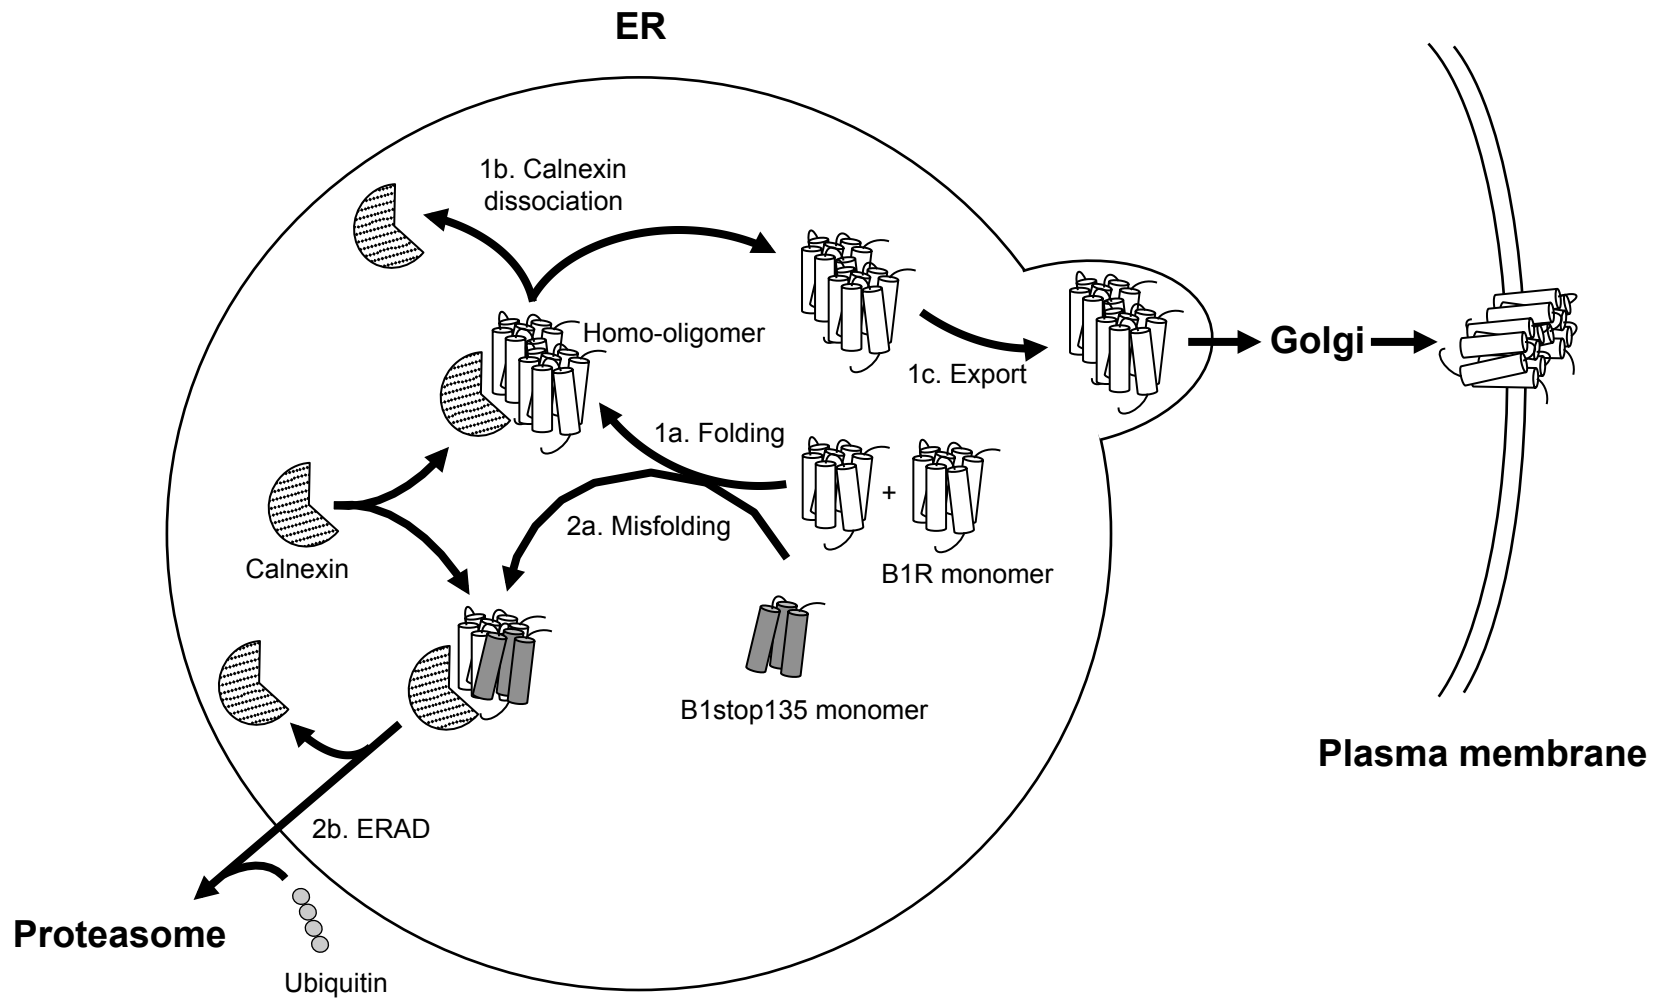 ER
1b. Calnexin
dissociation
Homo-oligomer
1c. Export
Golgi
1a. Folding
+
2a. Misfolding
B1R monomer
Calnexin
B1stop135 monomer
Plasma membrane
2b. ERAD
Proteasome
Ubiquitin